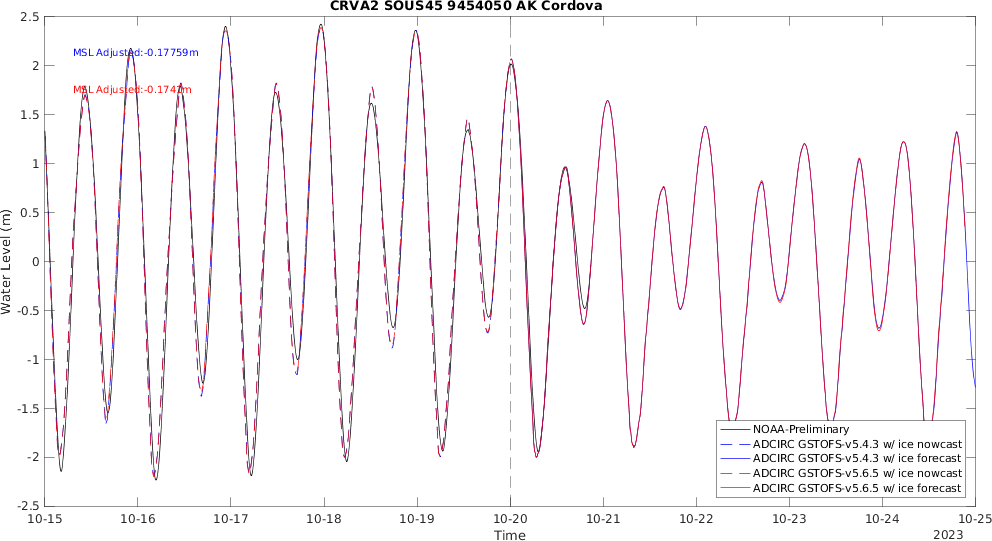 CRVA2 SOUS45 9454050 AK Cordova
2.5
2
1.5
1
0.5
0
-0.5
-1
-1.5
-2
-2.5
Water Level (m)
MSL Adjusted:-0.17759m
MSL Adjusted:-0.1741m
NOAA-Preliminary
ADCIRC GSTOFS-v5.4.3 w/ ice nowcast
ADCIRC GSTOFS-v5.4.3 w/ ice forecast
ADCIRC GSTOFS-v5.6.5 w/ ice nowcast
ADCIRC GSTOFS-v5.6.5 w/ ice forecast
10-15 10-16 10-17 10-18 10-19 10-20 10-21 10-22 10-23 10-24 10-25
Time
2023